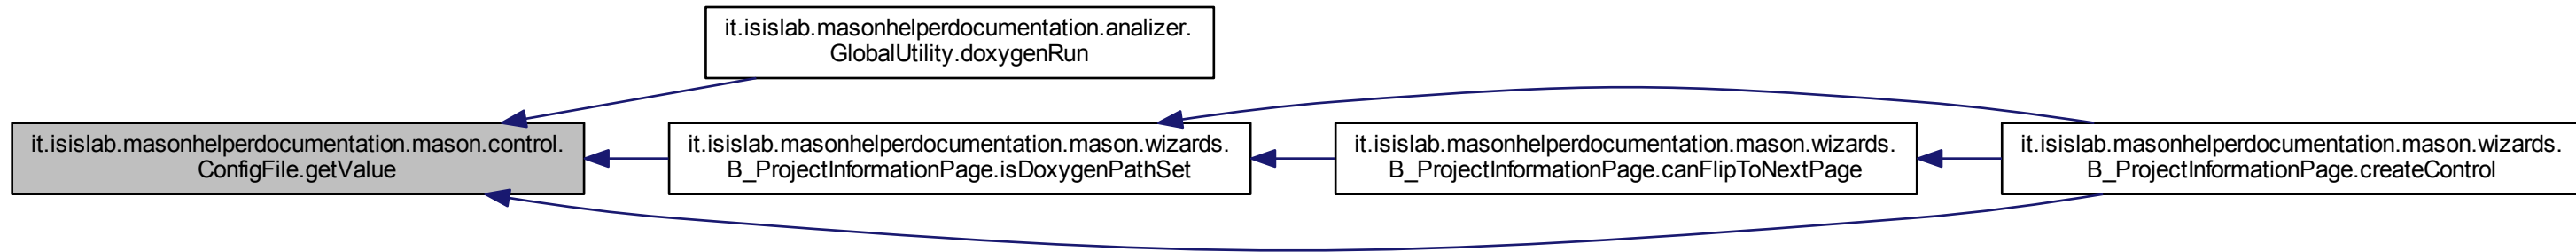 it.isislab.masonhelperdocumentation.analizer.
GlobalUtility.doxygenRun
it.isislab.masonhelperdocumentation.mason.control.
ConfigFile.getValue
it.isislab.masonhelperdocumentation.mason.wizards.
B_ProjectInformationPage.isDoxygenPathSet
it.isislab.masonhelperdocumentation.mason.wizards.
B_ProjectInformationPage.canFlipToNextPage
it.isislab.masonhelperdocumentation.mason.wizards.
B_ProjectInformationPage.createControl